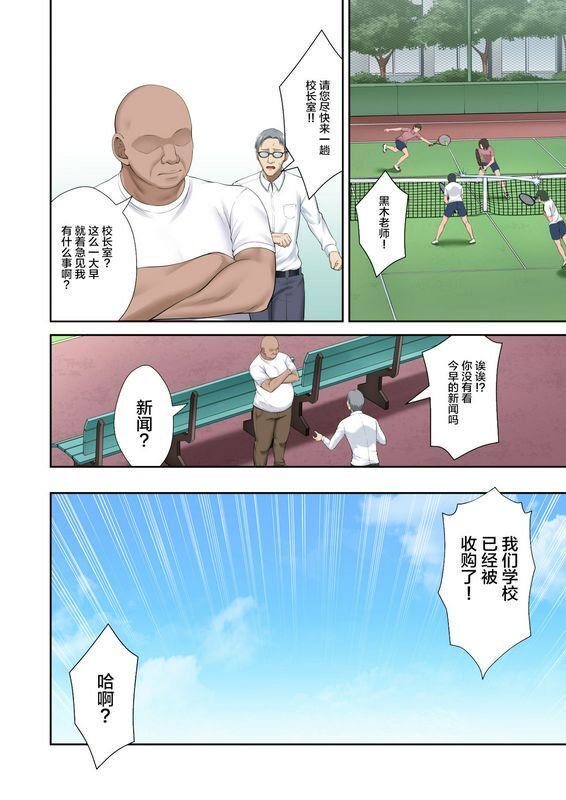 黑木老师！
请您尽快来一趟
校长室!!
校长室？
这么一大早
就着急见我
有什么事啊？
诶诶!?
你没有看
今早的新闻吗
新闻？
我们学校
已经被
收购了！
哈啊？